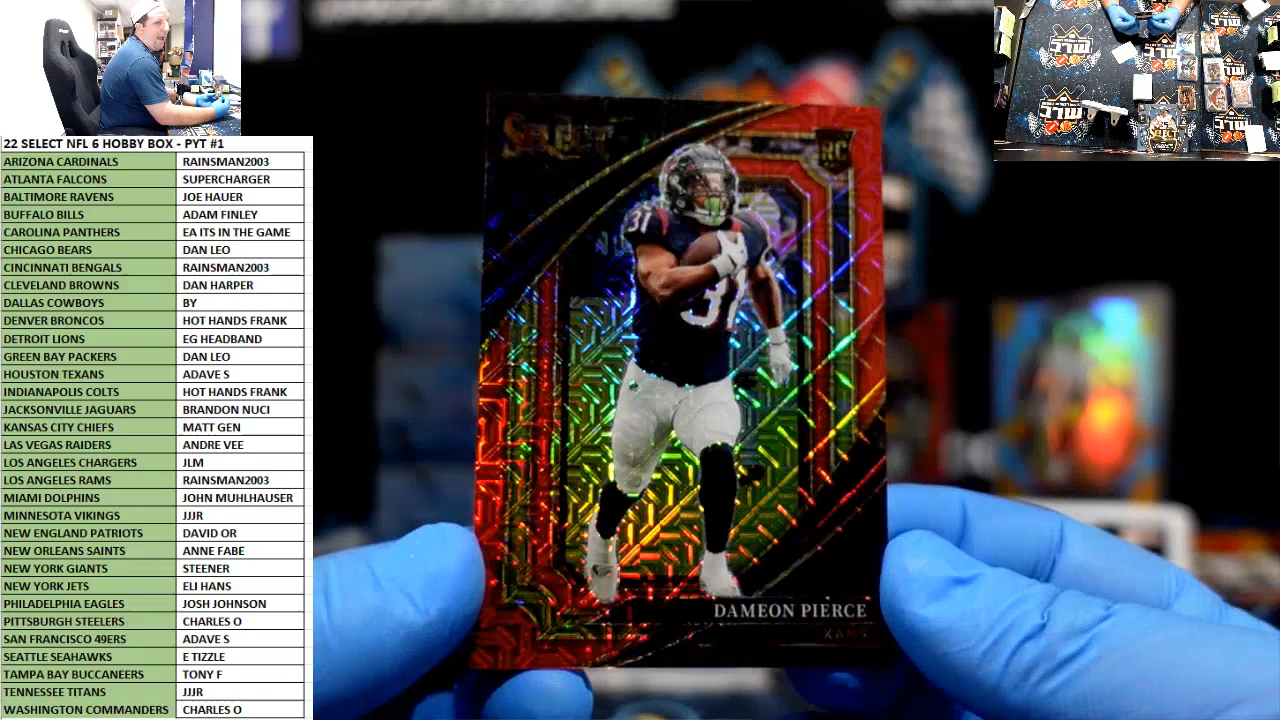 22 SELECT NFL 6 HOBBY BOX - PYT #1
ARIZONA CARDINALS RAINSMAN2003
ATLANTA FALCONS SUPERCHARGER
BALTIMORE RAVENS JOE HAUER
BUFFALO BILLS ADAM FINLEY
CAROLINA PANTHERS EA ITS IN THE GAME
CHICAGO BEARS DAN LEO
CINCINNATI BENGALS RAINSMAN2003
CLEVELAND BROWNS DAN HARPER
DALLAS COWBOYS BY
DENVER BRONCOS HOT HANDS FRANK
DETROIT LIONS EG HEADBAND
GREEN BAY PACKERS DAN LEO
HOUSTON TEXANS ADAVE S
INDIANAPOLIS COLTS HOT HANDS FRANK
JACKSONVILLE JAGUARS BRANDON NUCI
KANSAS CITY CHIEFS MATT GEN
LAS VEGAS RAIDERS ANDRE VEE
LOS ANGELES CHARGERS JLM
LOS ANGELES RAMS RAINSMAN2003
MIAMI DOLPHINS JOHN MUHLHAUSER
MINNESOTA VIKINGS JJJR
NEW ENGLAND PATRIOTS DAVID OR
NEW ORLEANS SAINTS ANNE FABE
NEW YORK GIANTS STEENER
NEW YORK JETS ELI HANS
PHILADELPHIA EAGLES JOSH JOHNSON
PITTSBURGH STEELERS CHARLES O
SAN FRANCISCO 49ERS ADAVE S
SEATTLE SEAHAWKS E TIZZLE
TAMPA BAY BUCCANEERS TONY F
TENNESSEE TITANS JJJR
WASHINGTON COMMANDERS CHARLES O
SELECT
RC
31
31
DAMEON PIERCE